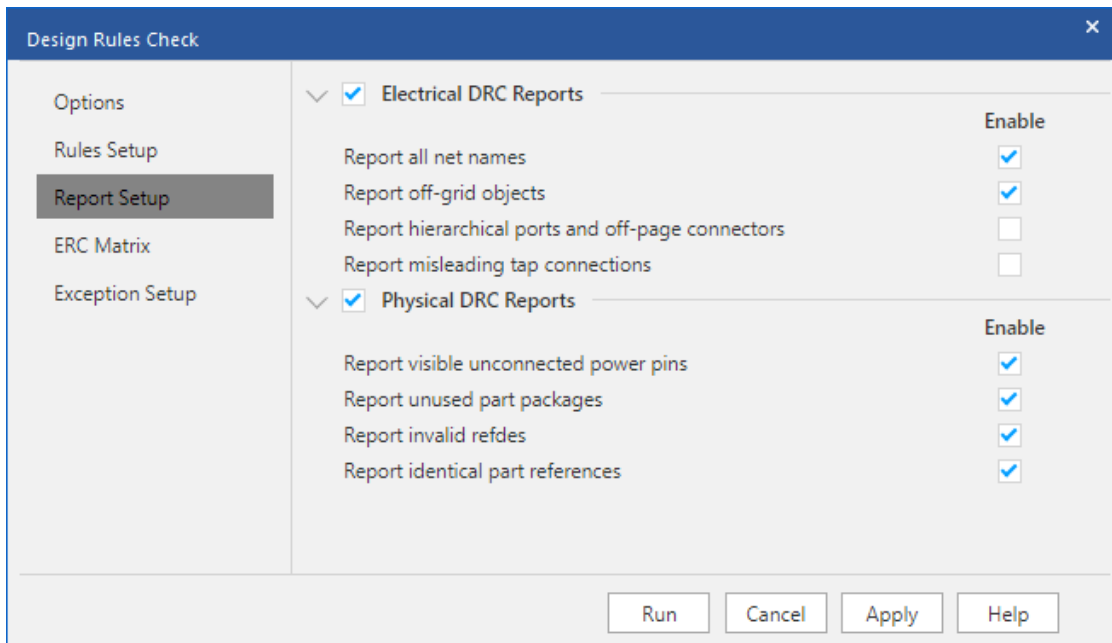 Design Rules Check
Options
Rules Setup
Report Setup
ERC Matrix
Exception Setup
Electrical DRC Reports
Enable
Report all net names
Report off-grid objects
Report hierarchical ports and off-page connectors
Report misleading tap connections
Physical DRC Reports
Enable
Report visible unconnected power pins
Report unused part packages
Report invalid refdes
Report identical part references
Run Cancel Apply Help